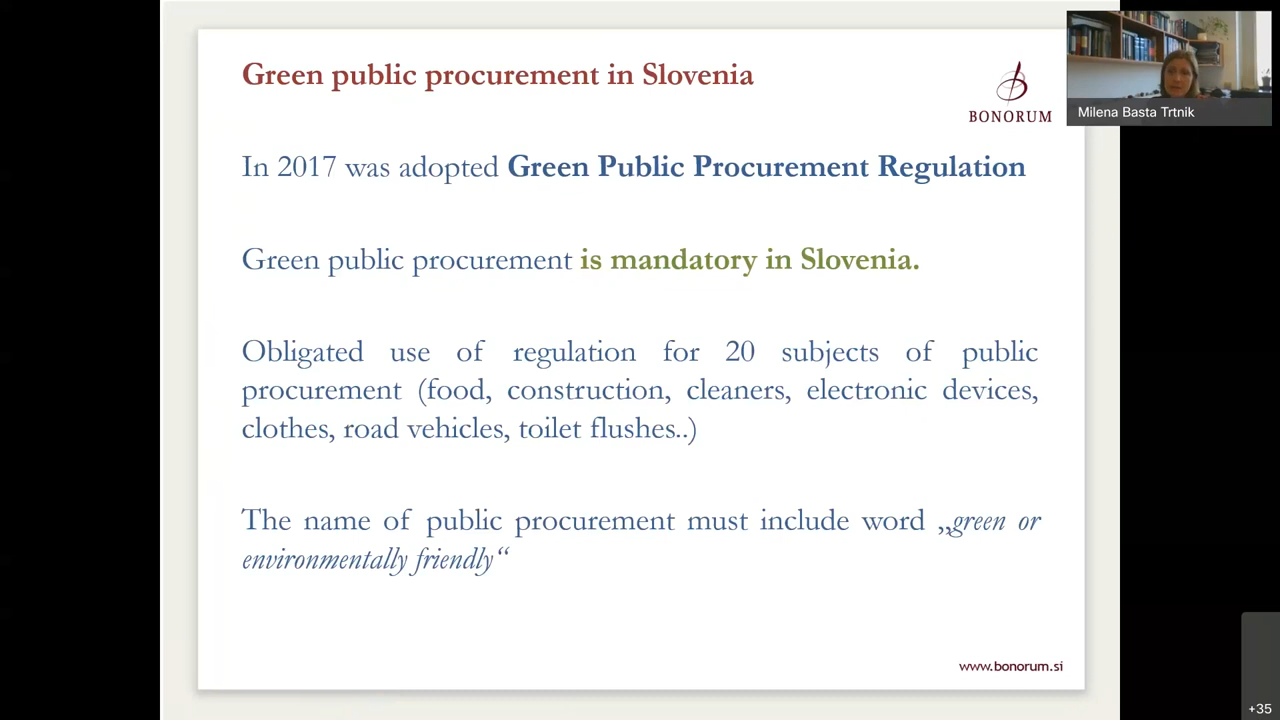 Green public procurement in Slovenia
BONORUM
Milena Basta Trtnik
In 2017 was adopted Green Public Procurement Regulation
Green public procurement is mandatory in Slovenia.
Obligated use of regulation for 20 subjects of public
procurement (food, construction, cleaners, electronic devices,
clothes, road vehicles, toilet flushes..)
The name of public procurement must include word „green or
environmentally friendly“
www.bonorum.si
+35